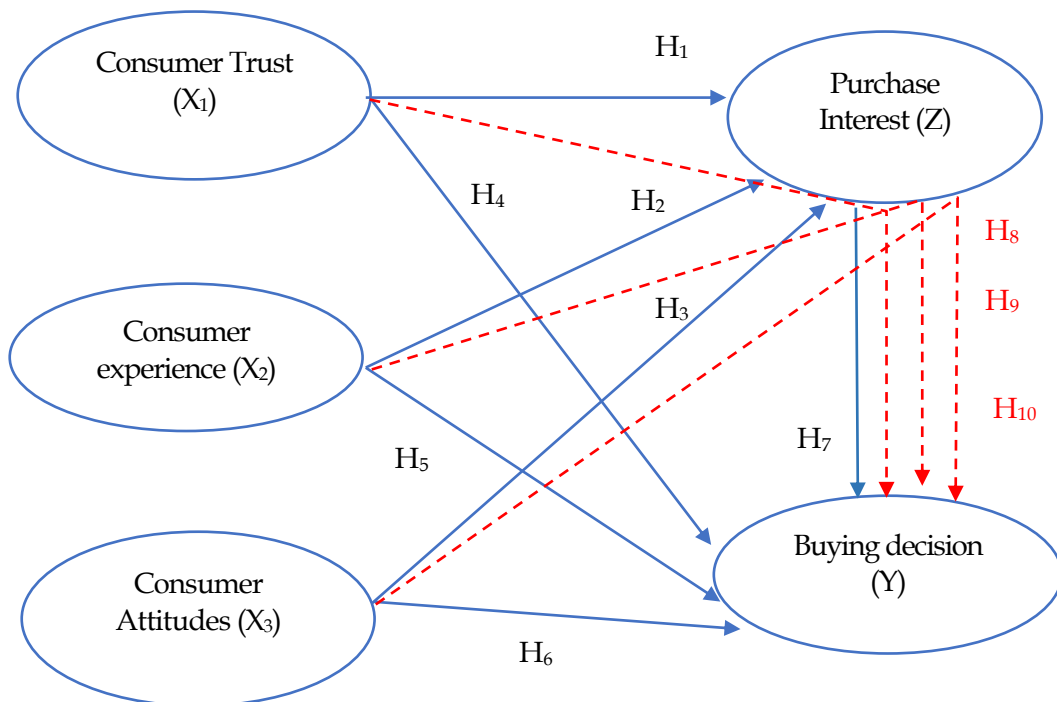 Consumer Trust
(X₁)
H₁
Purchase
Interest (Z)
H₄
H₂
H₈
H₃
H₉
Consumer
experience (X₂)
H₁₀
H₇
H₅
Buying decision
(Y)
Consumer
Attitudes (X₃)
H₆